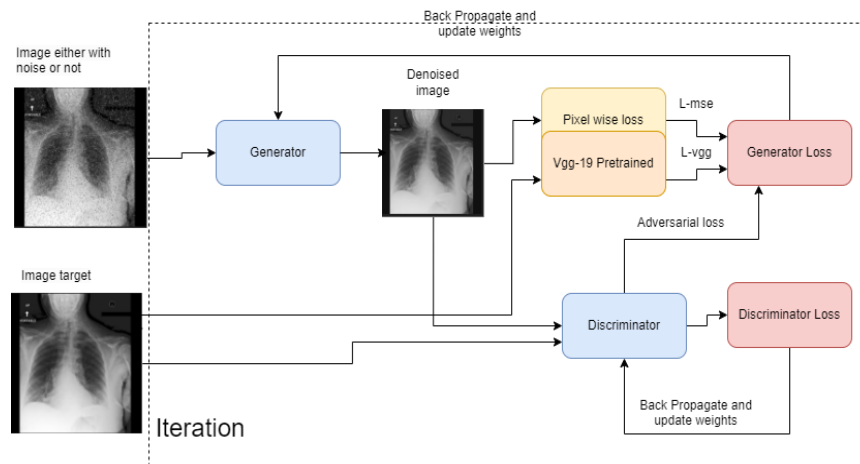 Back Propagate and
update weights
Image either with
noise or not
Denoised
image
Generator
Pixel wise loss
Vgg-19 Pretrained
L-mse
L-vgg
Generator Loss
Adversarial loss
Image target
Discriminator
Discriminator Loss
Back Propagate and
update weights
Iteration